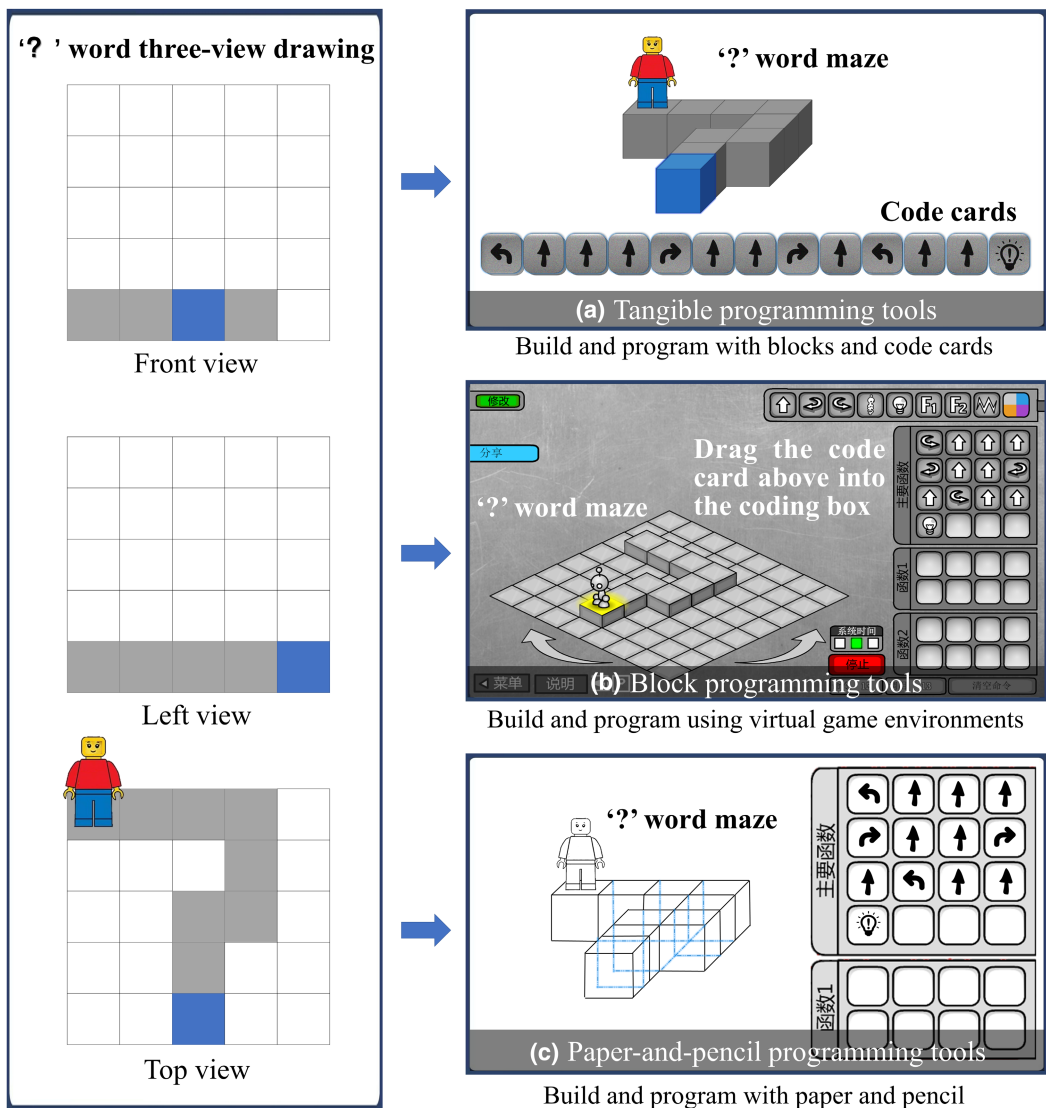 ‘? ’ word three-view drawing
Front view
Left view
Top view
‘?’ word maze
Code cards
(a) Tangible programming tools
Build and program with blocks and code cards
修改
分享
F1 F2
Drag the code
card above into
the coding box
‘?’ word maze
主要函数
函数1
函数2
系统时间
停止
菜单
说明
清空命令
(b) Block programming tools
Build and program using virtual game environments
‘?’ word maze
主要函数
函数1
(c) Paper-and-pencil programming tools
Build and program with paper and pencil